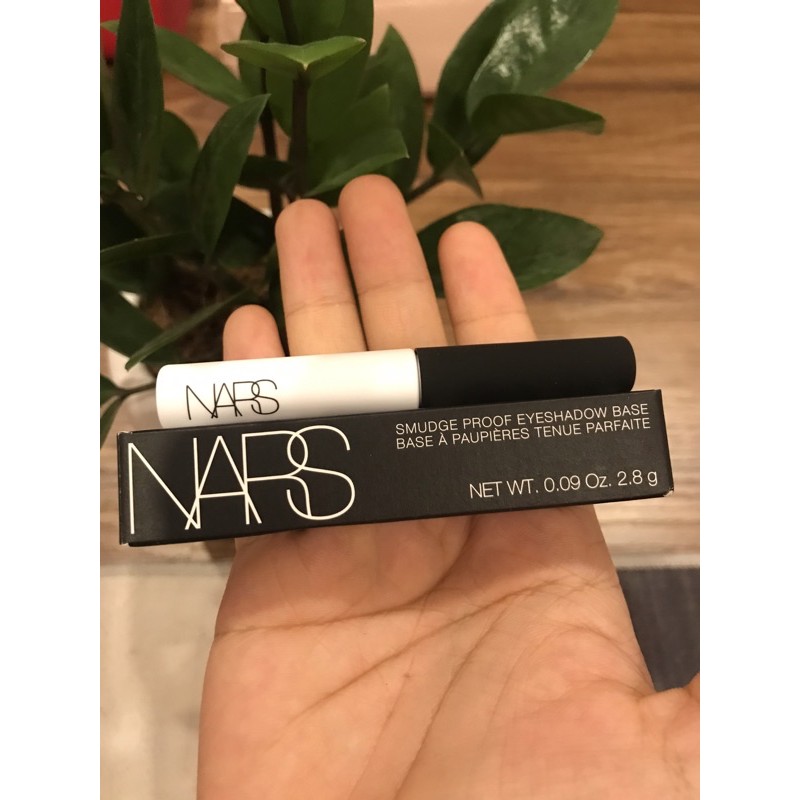 NARS
NARS
SMUDGE PROOF EYESHADOW BASE
BASE À PAUPIÈRES TENUE PARFAITE
NET WT. 0.09 Oz. 2.8 g